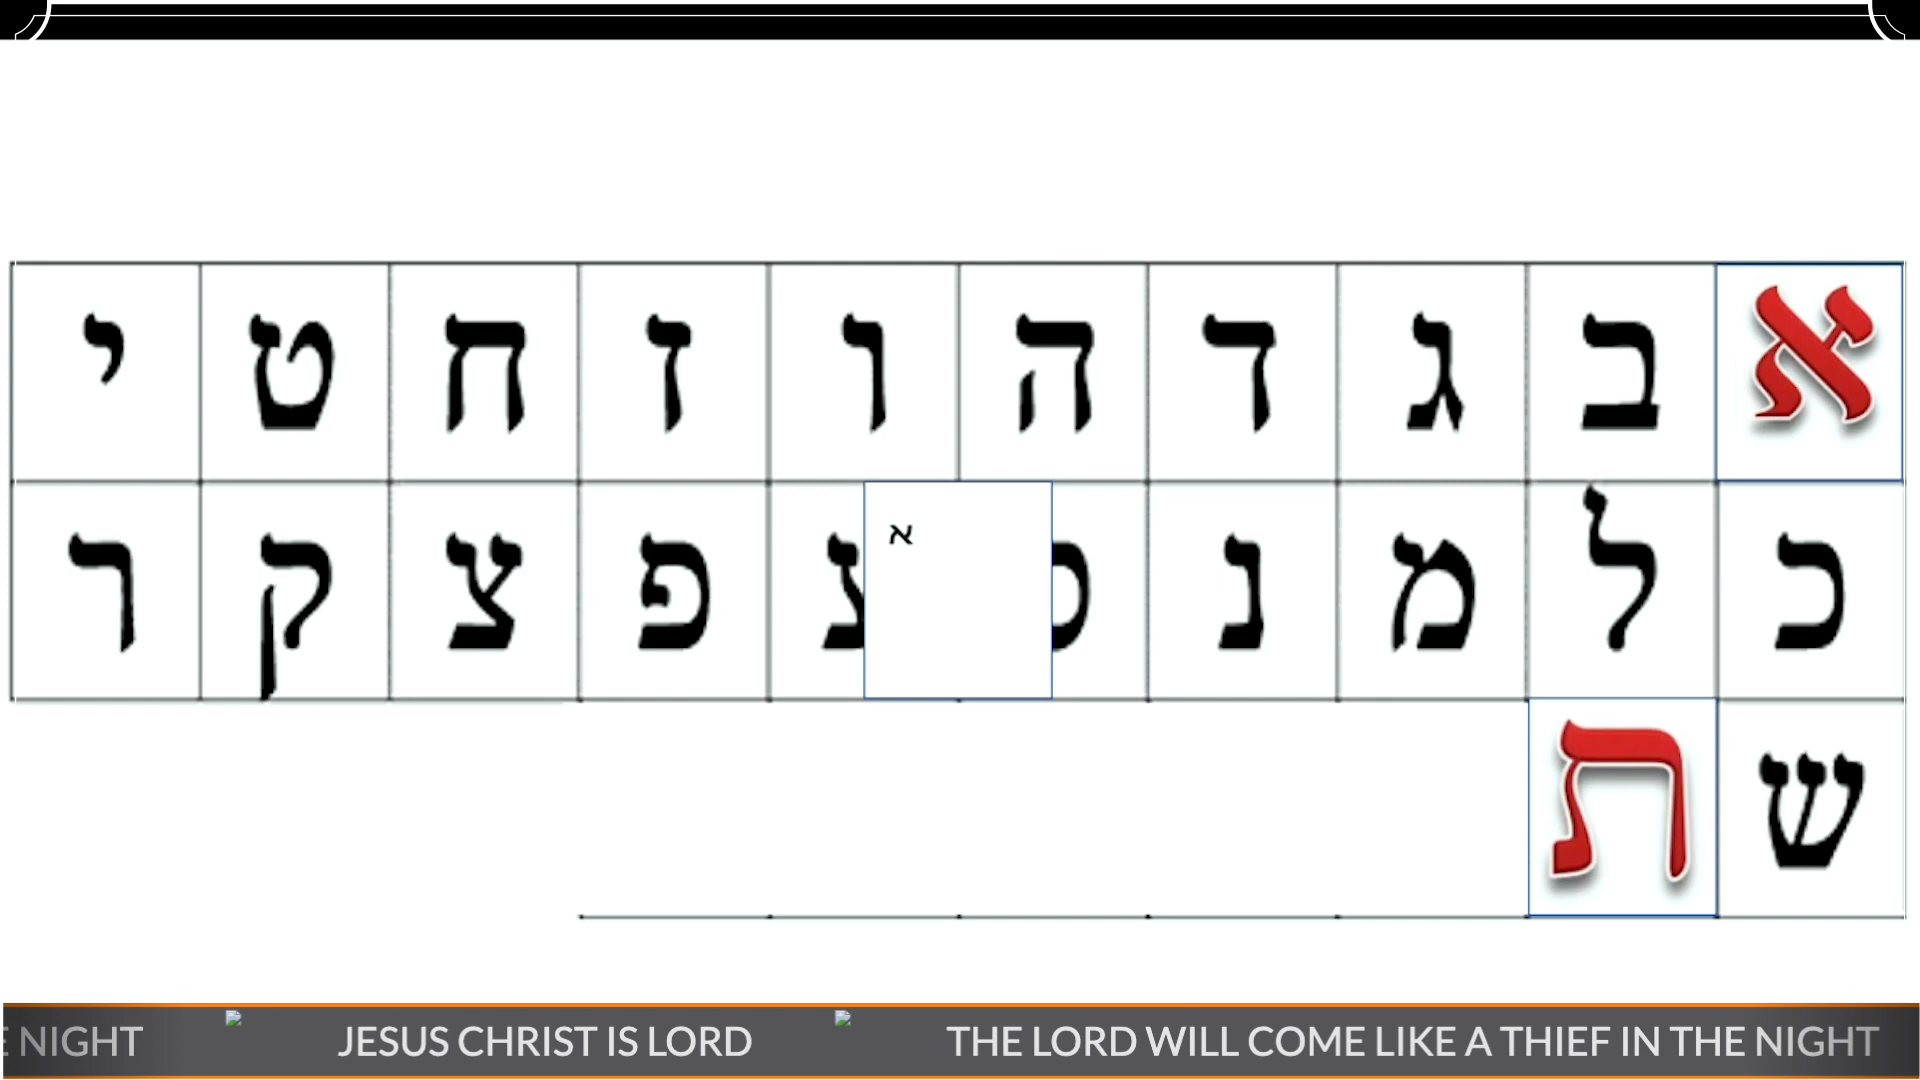 א ב ג ד ה ו ז ח ט י
כ ל מ נ א פ צ ק ר
ש ת
NIGHT JESUS CHRIST IS LORD THE LORD WILL COME LIKE A THIEF IN THE NIGHT